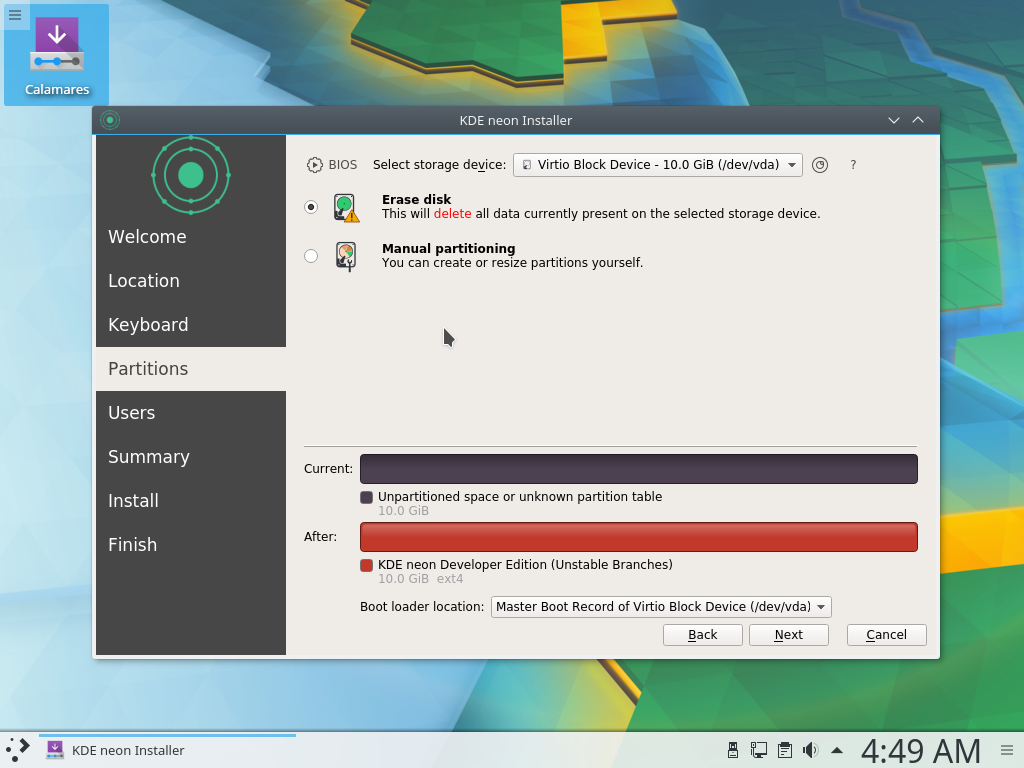 Calamares
KDE neon Installer
BIOS Select storage device: Virtio Block Device - 10.0 GiB (/dev/vda) ?
Erase disk
This will delete all data currently present on the selected storage device.
Manual partitioning
You can create or resize partitions yourself.
Welcome
Location
Keyboard
Partitions
Users
Summary
Install
Finish
Current:
Unpartitioned space or unknown partition table
10.0 GiB
After:
KDE neon Developer Edition (Unstable Branches)
10.0 GiB ext4
Boot loader location: Master Boot Record of Virtio Block Device (/dev/vda)
Back Next Cancel
KDE neon Installer 4:49 AM